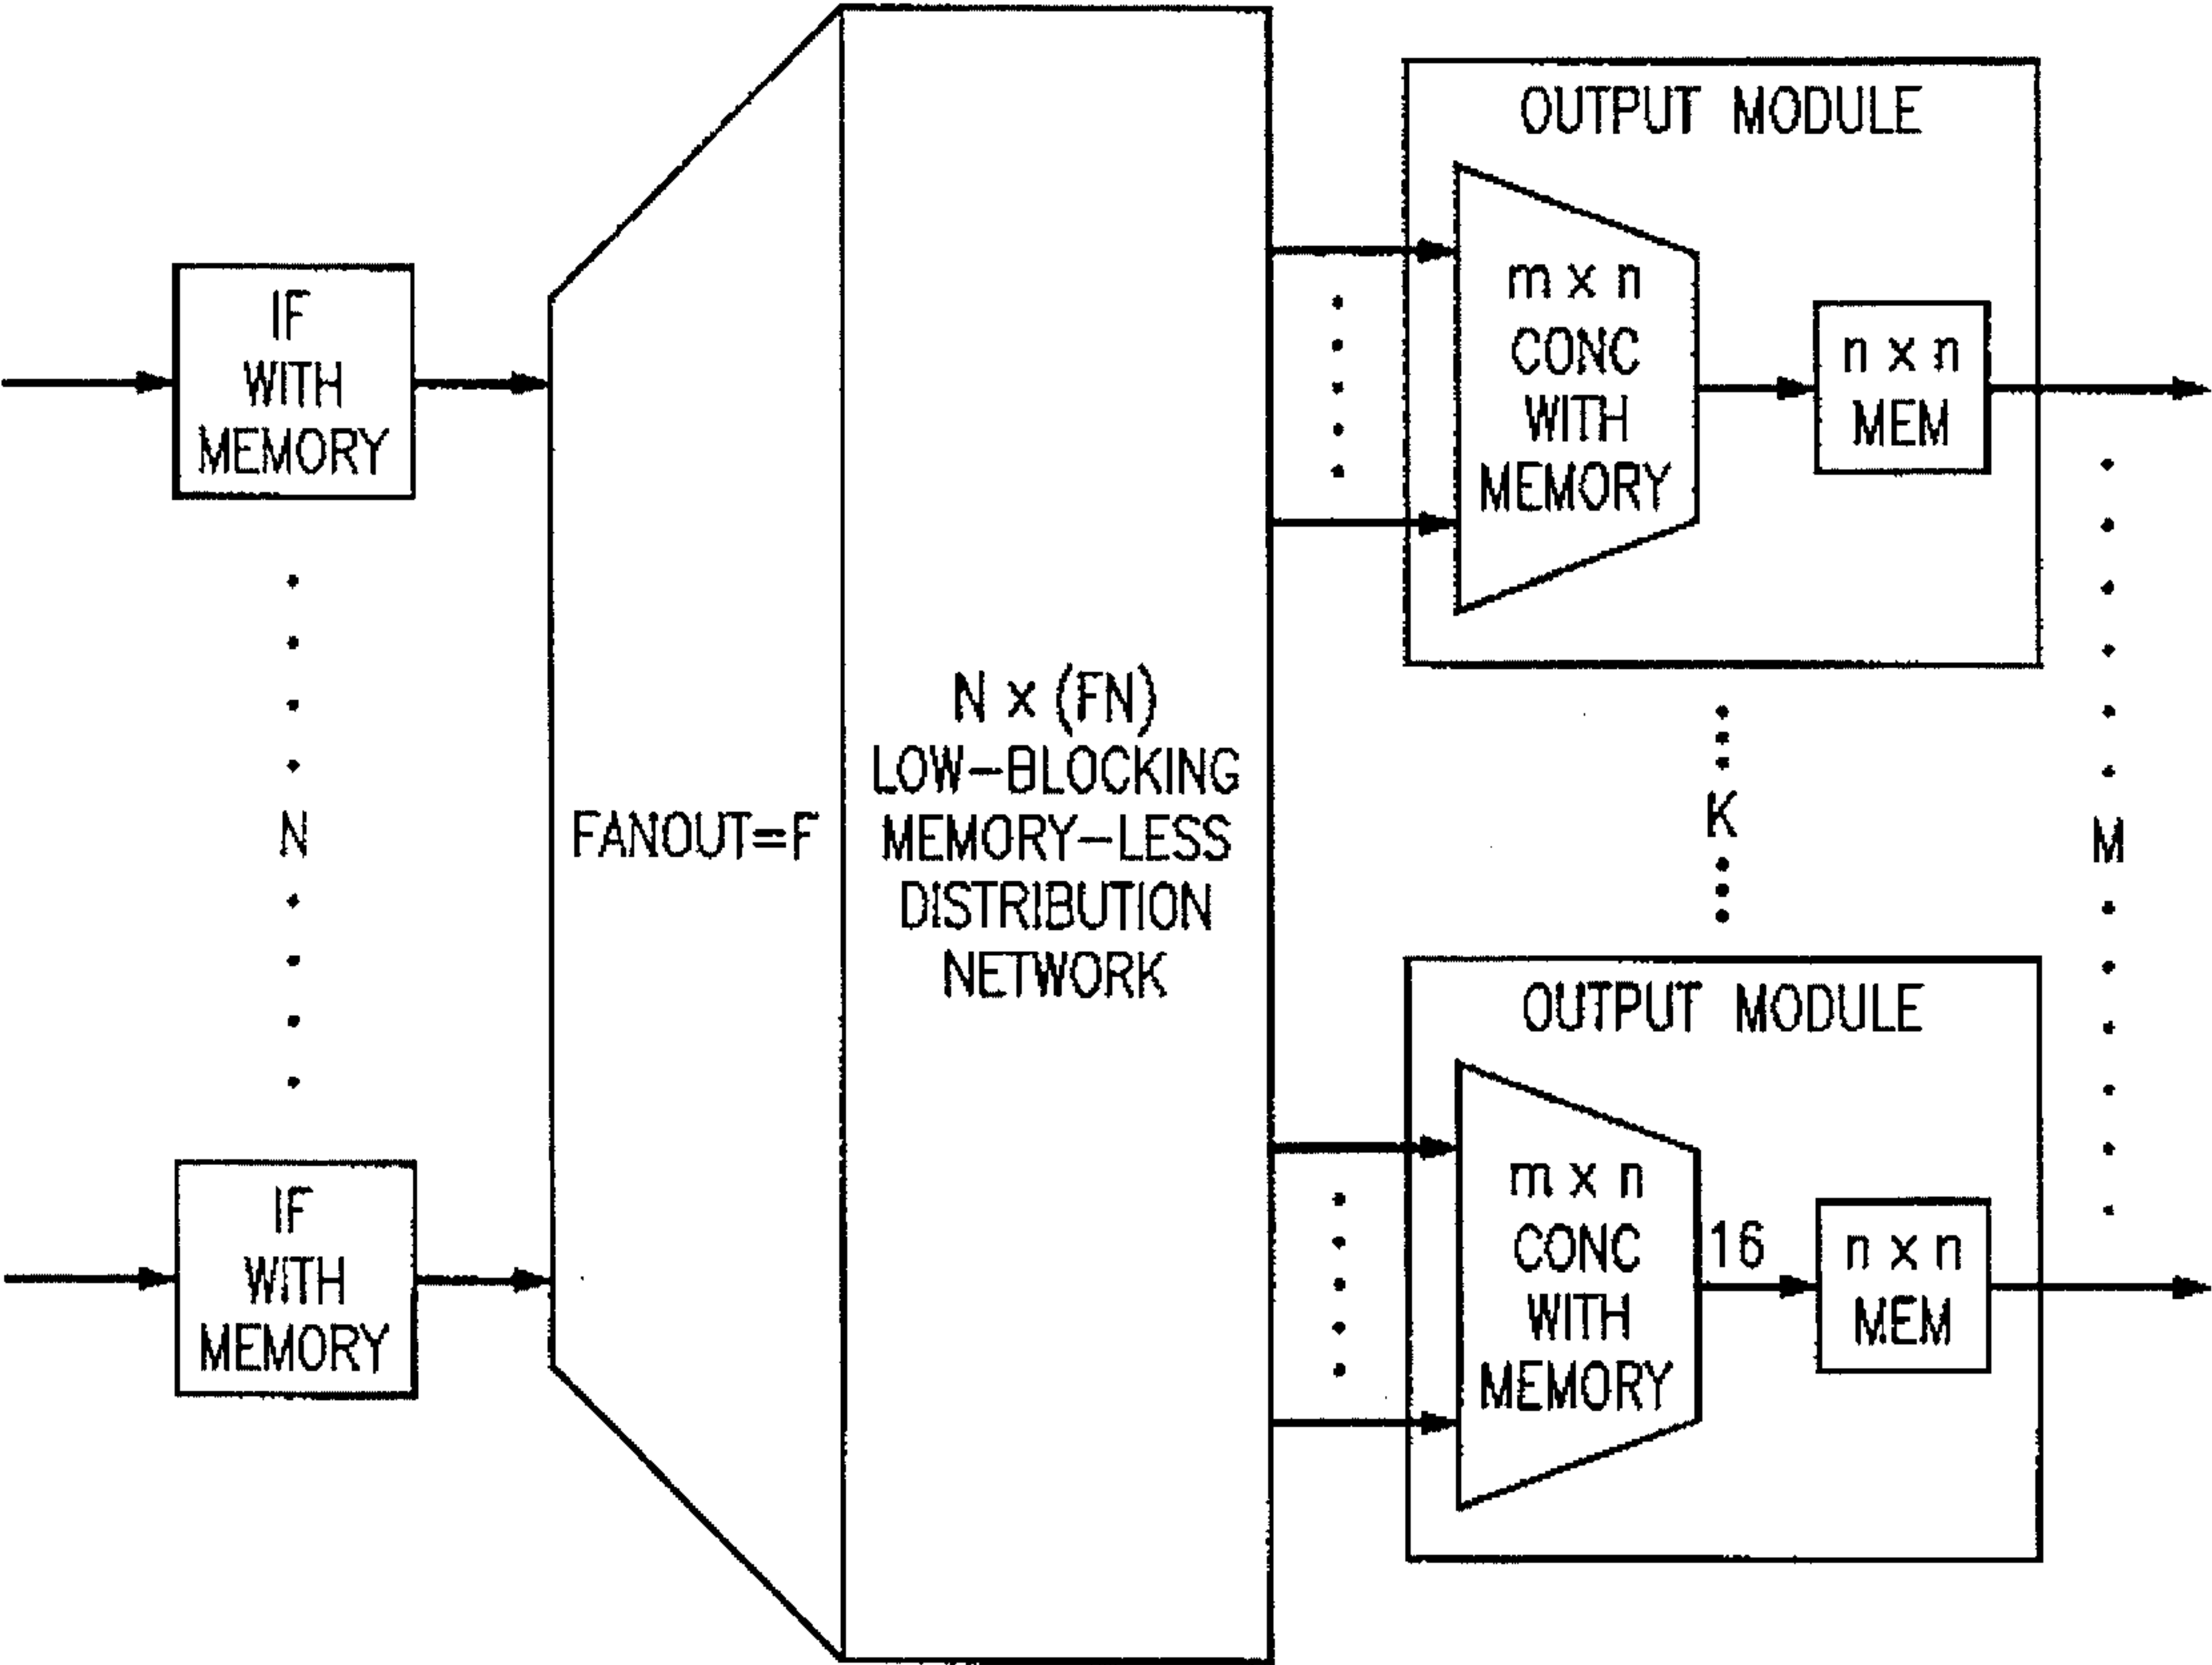 IF
WITH
MEMORY
N
IF
WITH
MEMORY
FANOUT=F
N x (FN)
LOW-BLOCKING
MEMORY-LESS
DISTRIBUTION
NETWORK
OUTPUT MODULE
m x n
CONC
WITH
MEMORY
n x n
MEM
K
M
OUTPUT MODULE
m x n
CONC
WITH
MEMORY
16
n x n
MEM